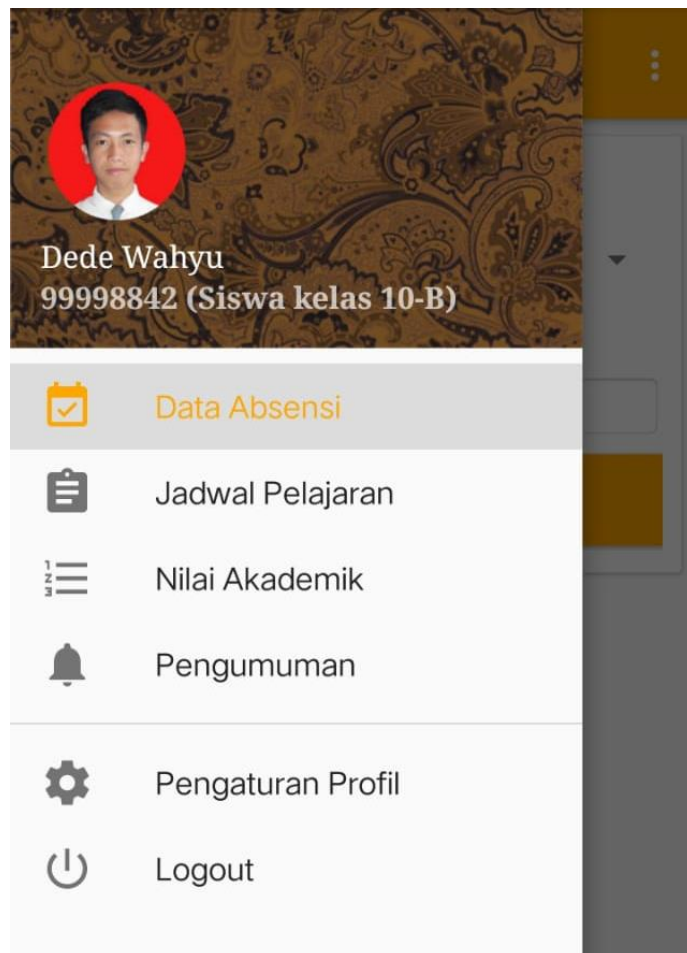 Dede Wahyu
99998842 (Siswa kelas 10-B)
Data Absensi
Jadwal Pelajaran
Nilai Akademik
Pengumuman
Pengaturan Profil
Logout